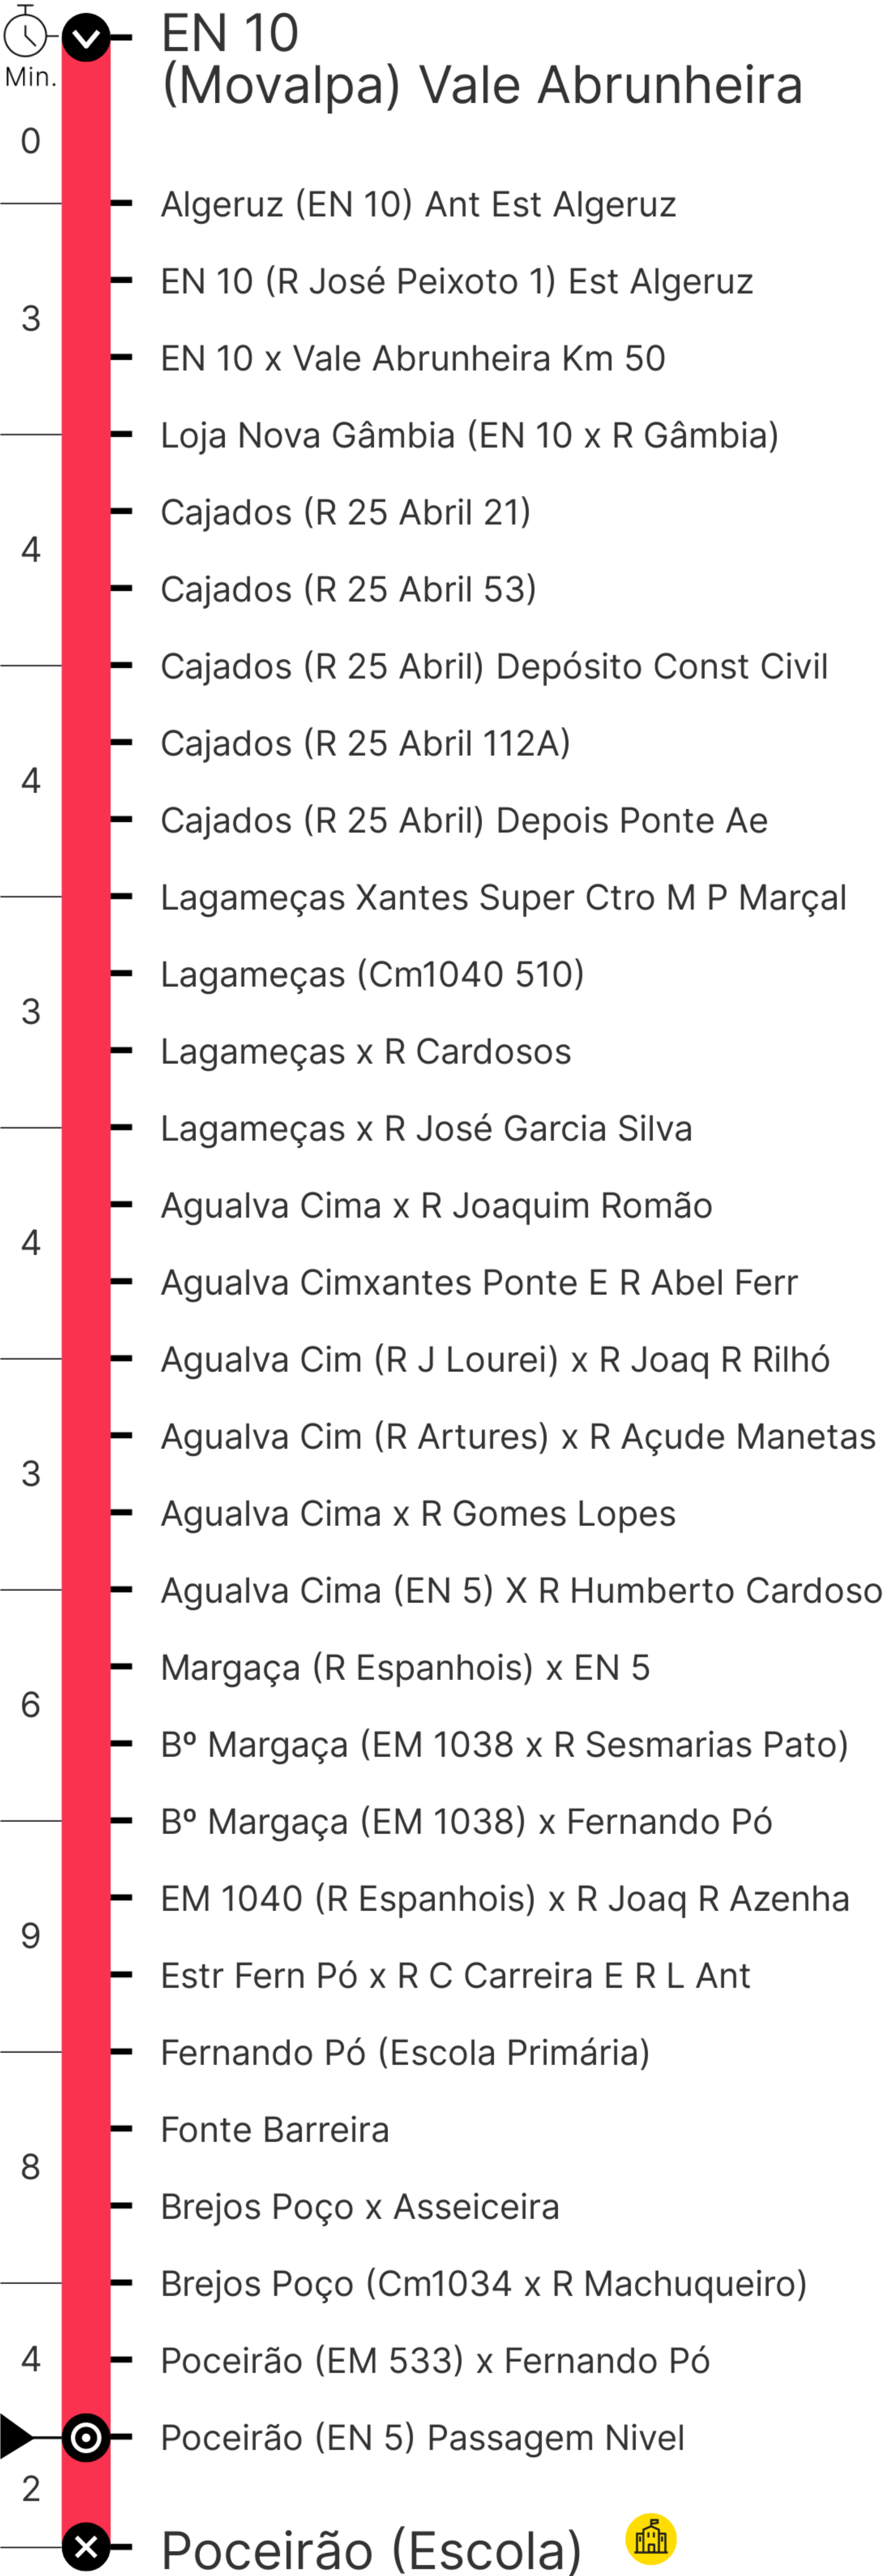 EN 10
(Movalpa) Vale Abrunheira
Min.
0
Algeruz (EN 10) Ant Est Algeruz
EN 10 (R José Peixoto 1) Est Algeruz
3
EN 10 x Vale Abrunheira Km 50
Loja Nova Gâmbia (EN 10 x R Gâmbia)
Cajados (R 25 Abril 21)
4
Cajados (R 25 Abril 53)
Cajados (R 25 Abril) Depósito Const Civil
Cajados (R 25 Abril 112A)
4
Cajados (R 25 Abril) Depois Ponte Ae
Lagameças Xantes Super Ctro M P Marçal
Lagameças (Cm1040 510)
3
Lagameças x R Cardosos
Lagameças x R José Garcia Silva
Agualva Cima x R Joaquim Romão
4
Agualva Cimxantes Ponte E R Abel Ferr
Agualva Cim (R J Lourei) x R Joaq R Rilhó
Agualva Cim (R Artures) x R Açude Manetas
3
Agualva Cima x R Gomes Lopes
Agualva Cima (EN 5) X R Humberto Cardoso
Margaça (R Espanhois) x EN 5
6
Bº Margaça (EM 1038 x R Sesmarias Pato)
Bº Margaça (EM 1038) x Fernando Pó
EM 1040 (R Espanhois) x R Joaq R Azenha
9
Estr Fern Pó x R C Carreira E R L Ant
Fernando Pó (Escola Primária)
Fonte Barreira
8
Brejos Poço x Asseiceira
Brejos Poço (Cm1034 x R Machuqueiro)
4
Poceirão (EM 533) x Fernando Pó
Poceirão (EN 5) Passagem Nivel
2
Poceirão (Escola)